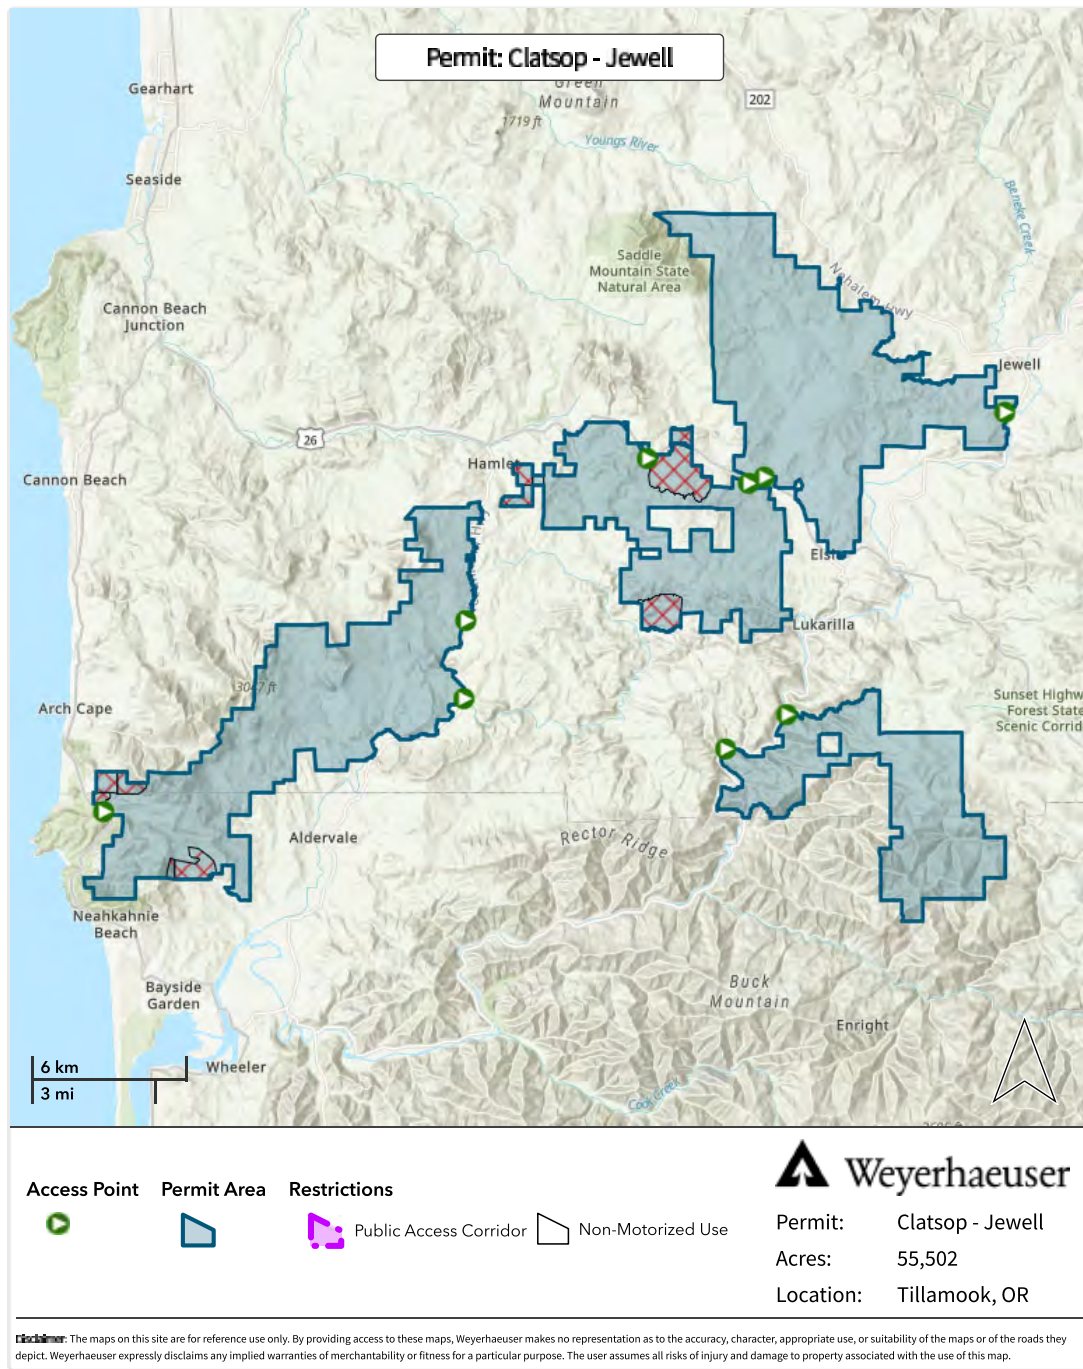 Permit: Clatsop - Jewell
Gearhart
Green
Mountain
1719 ft
202
Youngs River
Seaside
Beneke Creek
Saddle
Mountain State
Natural Area
Nehalem Hwy
Cannon Beach
Junction
Jewell
26
Hamlet
Cannon Beach
Elsie
Lukarilla
3047 ft
Arch Cape
Sunset Highw
Forest State
Scenic Corrid
Aldervale
Rector Ridge
Neahkahnie
Beach
Bayside
Garden
Buck
Mountain
Enright
6 km
3 mi
Wheeler
Cook Creek
Access Point
Permit Area
Restrictions
Public Access Corridor
Non-Motorized Use
Weyerhaeuser
Permit: Clatsop - Jewell
Acres: 55,502
Location: Tillamook, OR
Disclaimer: The maps on this site are for reference use only. By providing access to these maps, Weyerhaeuser makes no representation as to the accuracy, character, appropriate use, or suitability of the maps or of the roads they
depict. Weyerhaeuser expressly disclaims any implied warranties of merchantability or fitness for a particular purpose. The user assumes all risks of injury and damage to property associated with the use of this map.